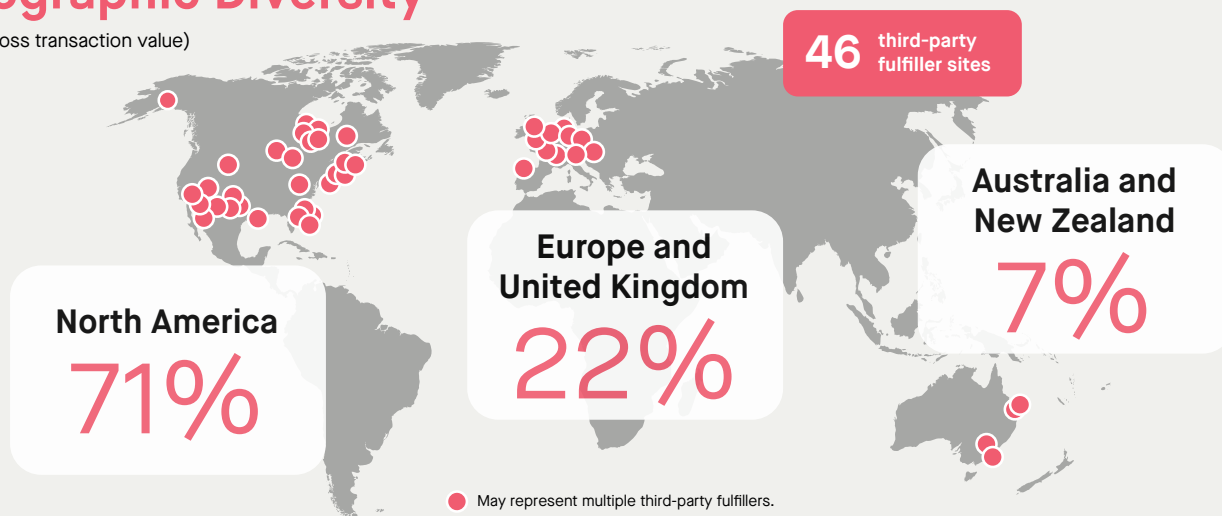 Diversity
transaction value)
46 third-party
fulfiller sites
Australia and
New Zealand
7%
Europe and
United Kingdom
22%
North America
71%
May represent multiple third-party fulfillers.